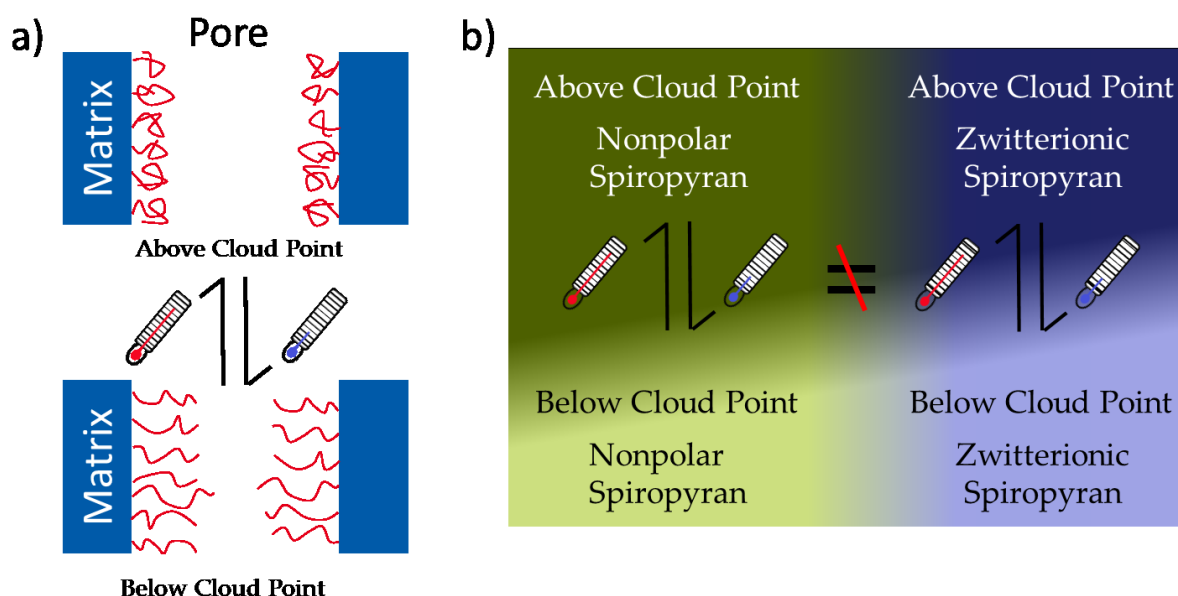 a)
Pore
Matrix
Above Cloud Point
Matrix
Below Cloud Point
b)
Above Cloud Point
Nonpolar
Spiropyran
Above Cloud Point
Zwitterionic
Spiropyran
≠
Below Cloud Point
Nonpolar
Spiropyran
Below Cloud Point
Zwitterionic
Spiropyran